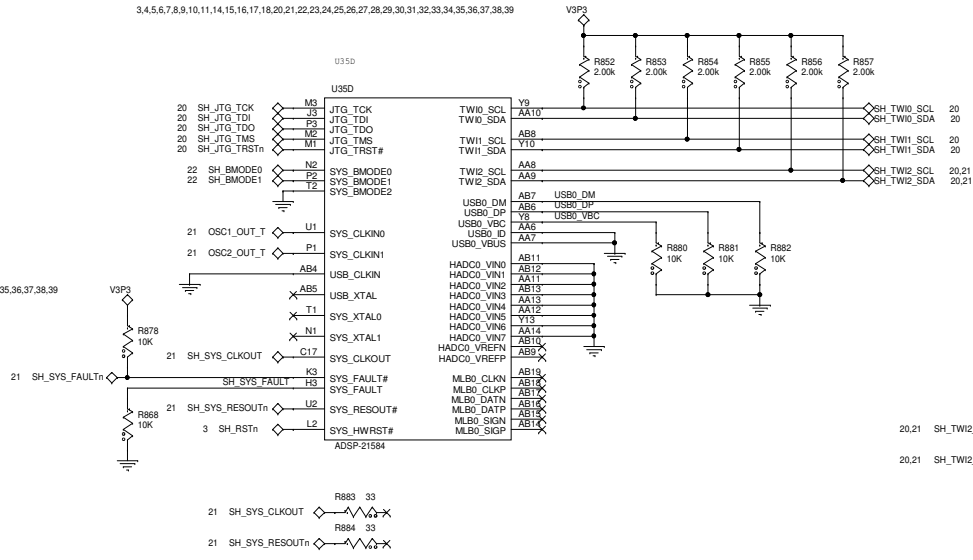 3,4,5,6,7,8,9,10,11,14,15,16,17,18,20,21,22,23,24,25,26,27,28,29,30,31,32,33,34,35,36,37,38,39
V3P3
R852 2.00k
R853 2.00k
R854 2.00k
R855 2.00k
R856 2.00k
R857 2.00k
U35D
U35D
20 SH_JTG_TCK M3 JTG_TCK
20 SH_JTG_TDI J3 JTG_TDI
20 SH_JTG_TDO P3 JTG_TDO
20 SH_JTG_TMS M2 JTG_TMS
20 SH_JTG_TRSTn M1 JTG_TRST#
22 SH_BMODE0 N2 SYS_BMODE0
22 SH_BMODE1 P2 SYS_BMODE1
T2 SYS_BMODE2
21 OSC1_OUT_T U1 SYS_CLKIN0
21 OSC2_OUT_T P1 SYS_CLKIN1
AB4 USB_CLKIN
AB5 USB_XTAL
T1 SYS_XTAL0
N1 SYS_XTAL1
21 SH_SYS_CLKOUT C17 SYS_CLKOUT
K3 SYS_FAULT#
SH_SYS_FAULT H3 SYS_FAULT
21 SH_SYS_RESOUTn U2 SYS_RESOUT#
3 SH_RSTn L2 SYS_HWRST#
ADSP-21584
TWI0_SCL Y9 SH_TWI0_SCL 20
TWI0_SDA AA10 SH_TWI0_SDA 20
TWI1_SCL AB8 SH_TWI1_SCL 20
TWI1_SDA Y10 SH_TWI1_SDA 20
TWI2_SCL AA8 SH_TWI2_SCL 20,21
TWI2_SDA AA9 SH_TWI2_SDA 20,21
USB0_DM AB7 USB0_DM
USB0_DP AB6 USB0_DP
USB0_VBC Y8 USB0_VBC
USB0_ID AA6
USB0_VBUS AA7
HADC0_VIN0 AB11
HADC0_VIN1 AB12
HADC0_VIN2 AA11
HADC0_VIN3 AB13
HADC0_VIN4 AA13
HADC0_VIN5 AA12
HADC0_VIN6 Y13
HADC0_VIN7 AA14
HADC0_VREFN AB10
HADC0_VREFP AB9
MLB0_CLKN AB19
MLB0_CLKP AB18
MLB0_DATN AB17
MLB0_DATP AB16
MLB0_SIGN AB15
MLB0_SIGP AB14
R880 10K
R881 10K
R882 10K
35,36,37,38,39
V3P3
R878 10K
21 SH_SYS_FAULTn
R868 10K
20,21 SH_TWI2_
20,21 SH_TWI2_
R883 33
21 SH_SYS_CLKOUT
R884 33
21 SH_SYS_RESOUTn